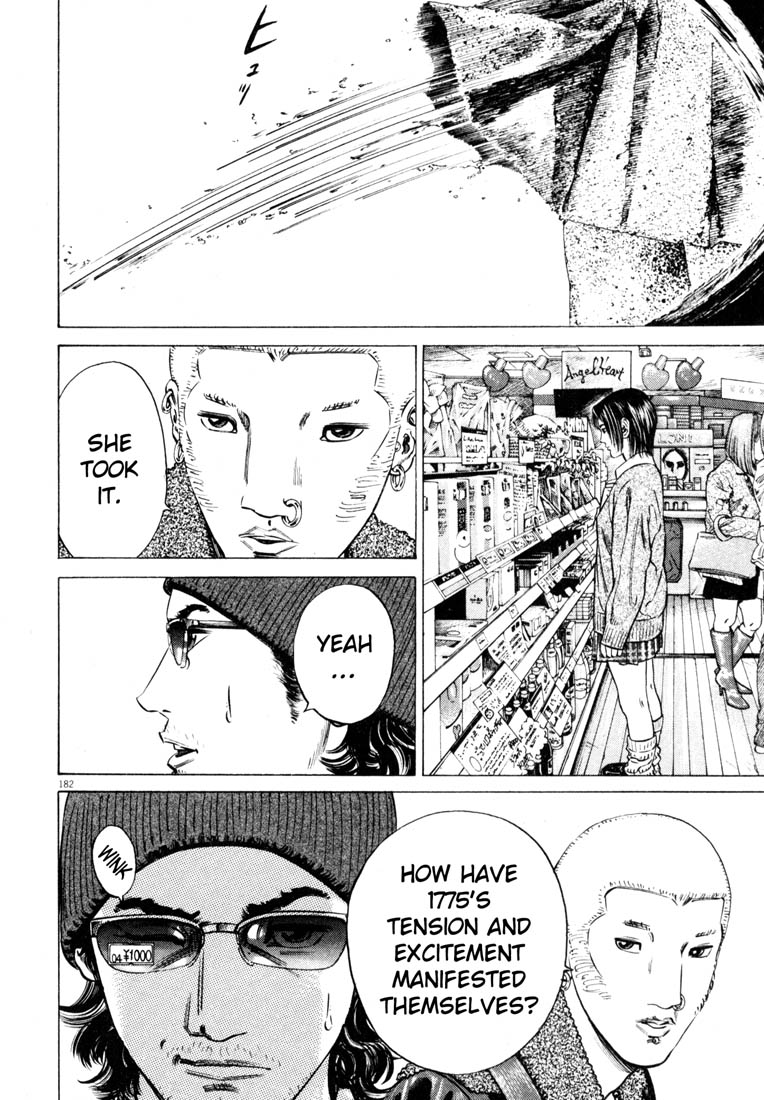 ヒュッ
Angel Heart
SHE
TOOK
IT.
YEAH
...
182
WINK
04 ¥1000
HOW HAVE
1775'S
TENSION AND
EXCITEMENT
MANIFESTED
THEMSELVES?